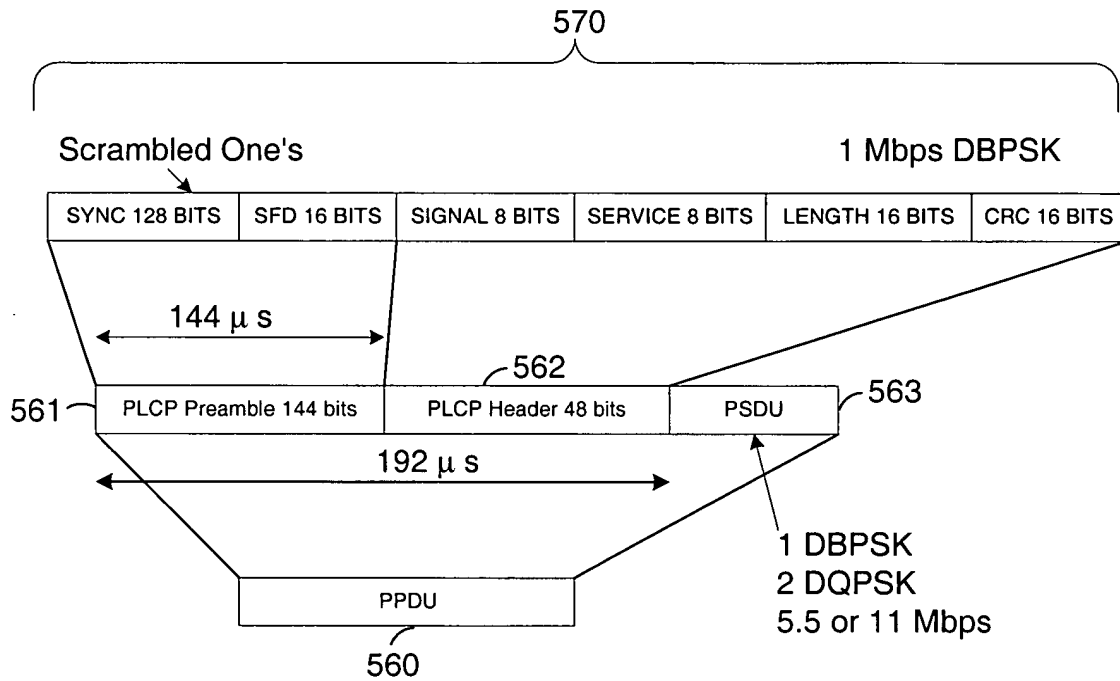 570
Scrambled One's
1 Mbps DBPSK
SYNC 128 BITS
SFD 16 BITS
SIGNAL 8 BITS
SERVICE 8 BITS
LENGTH 16 BITS
CRC 16 BITS
144 μ s
562
561
PLCP Preamble 144 bits
PLCP Header 48 bits
PSDU
563
192 μ s
1 DBPSK
2 DQPSK
5.5 or 11 Mbps
PPDU
560